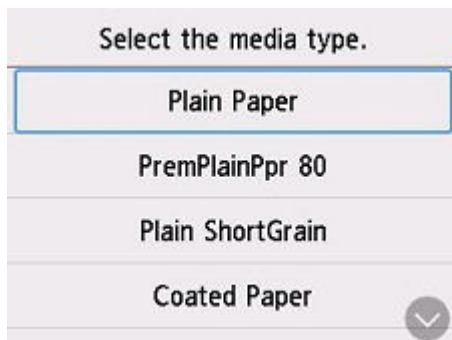 Select the media type.
Plain Paper
PremPlainPpr 80
Plain ShortGrain
Coated Paper